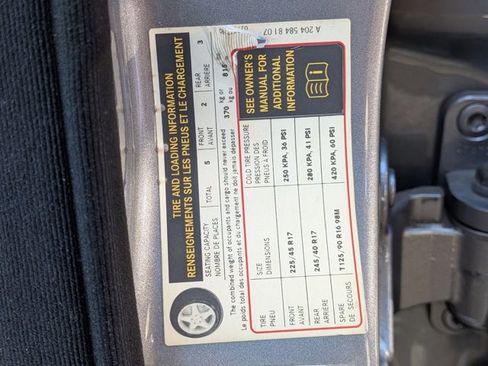 TIRE AND LOADING INFORMATION
RENSEIGNEMENTS SUR LES PNEUS ET LE CHARGEMENT
SEATING CAPACITY TOTAL 5 FRONT 2 REAR 3
NOMBRE DE PLACES AVANT ARRIÈRE
The combined weight of occupants and cargo should never exceed 370 kg or 816
Le poids total des occupants et du chargement ne doit jamais dépasser kg ou
TIRE SIZE COLD TIRE PRESSURE
PNEU DIMENSIONS PRESSION DES
PNEUS A FROID
FRONT 225/45 R17 250 KPA, 36 PSI
AVANT
REAR 245/40 R17 280 KPA, 41 PSI
ARRIÈRE
SPARE T125/90 R16 98M 420 KPA, 60 PSI
DE SECOURS
SEE OWNER'S
MANUAL FOR
ADDITIONAL
INFORMATION
A 204 584 81 07